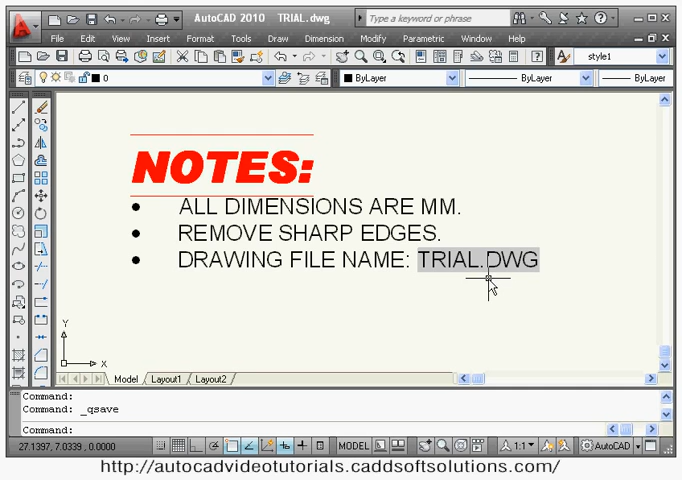 AutoCAD 2010 TRIAL.dwg
Type a keyword or phrase
File Edit View Insert Format Tools Draw Dimension Modify Parametric Window Help
style1
0 ByLayer ByLayer ByLayer
NOTES:
• ALL DIMENSIONS ARE MM.
• REMOVE SHARP EDGES.
• DRAWING FILE NAME: TRIAL.DWG
Y
X
Model Layout1 Layout2
Command:
Command: _qsave
Command:
27.1397, 7.0339, 0.0000 MODEL 1:1 AutoCAD
http://autocadvideotutorials.caddsoftsolutions.com/